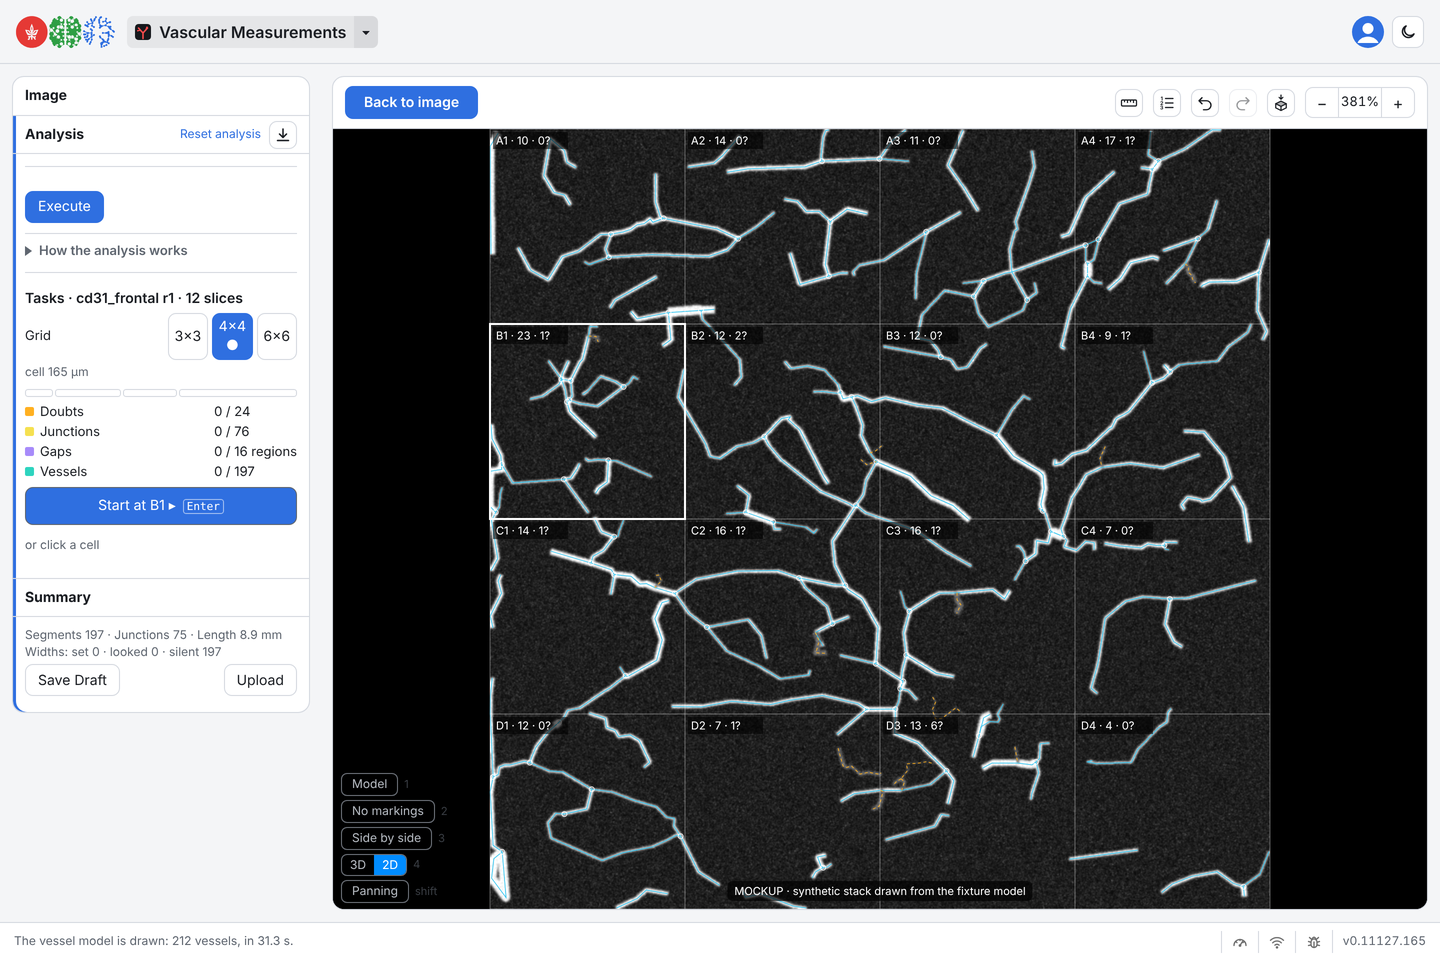 Vascular Measurements
Image
Analysis
Reset analysis
Execute
How the analysis works
Tasks · cd31_frontal r1 · 12 slices
Grid
3×3
4×4
6×6
cell 165 µm
Doubts 0 / 24
Junctions 0 / 76
Gaps 0 / 16 regions
Vessels 0 / 197
Start at B1 ▸ Enter
or click a cell
Summary
Segments 197 · Junctions 75 · Length 8.9 mm
Widths: set 0 · looked 0 · silent 197
Save Draft
Upload
Back to image
− 381% +
A1 · 10 · 0?
A2 · 14 · 0?
A3 · 11 · 0?
A4 · 17 · 1?
B1 · 23 · 1?
B2 · 12 · 2?
B3 · 12 · 0?
B4 · 9 · 1?
C1 · 14 · 1?
C2 · 16 · 1?
C3 · 16 · 1?
C4 · 7 · 0?
D1 · 12 · 0?
D2 · 7 · 1?
D3 · 13 · 6?
D4 · 4 · 0?
Model 1
No markings 2
Side by side 3
3D 2D 4
Panning shift
MOCKUP · synthetic stack drawn from the fixture model
The vessel model is drawn: 212 vessels, in 31.3 s.
v0.11127.165